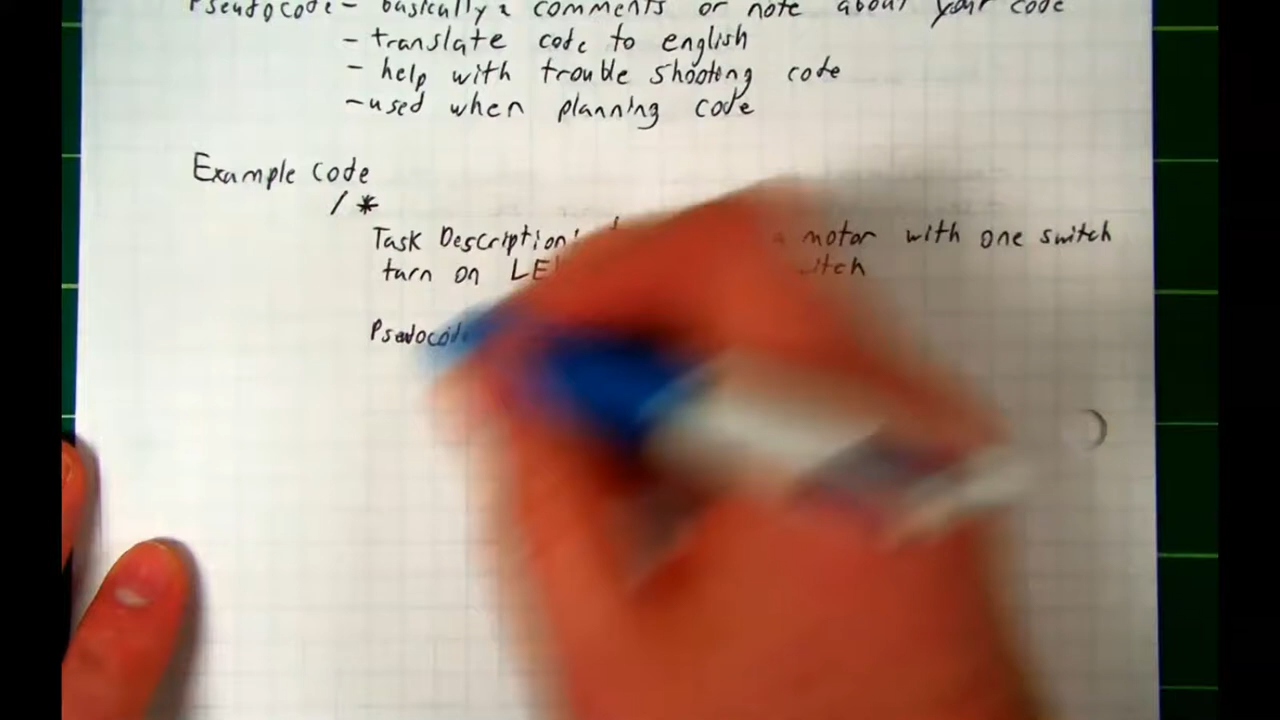 Pseudocode - basically a comments or note about your code
- translate code to english
- help with trouble shooting code
- used when planning code
Example code
/*
Task Description: motor with one switch
turn on
Pseudocode